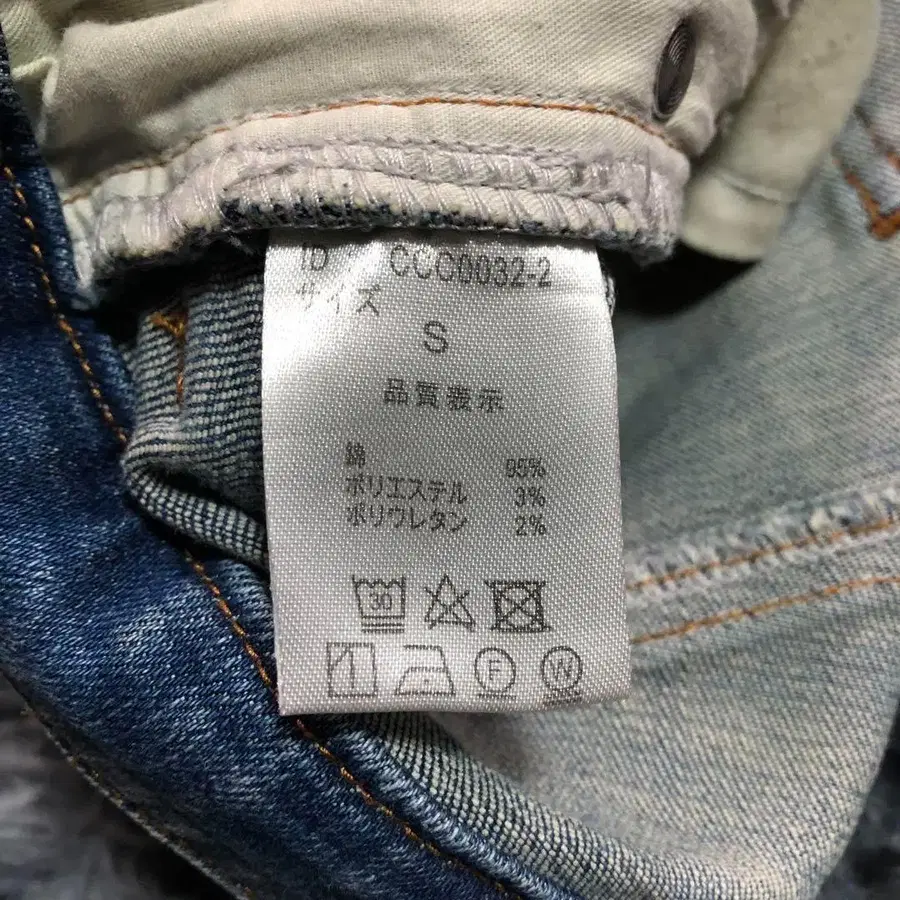 ID CCC0032-2
サイズ
S
品質表示
綿 95%
ポリエステル 3%
ポリウレタン 2%
30
F W